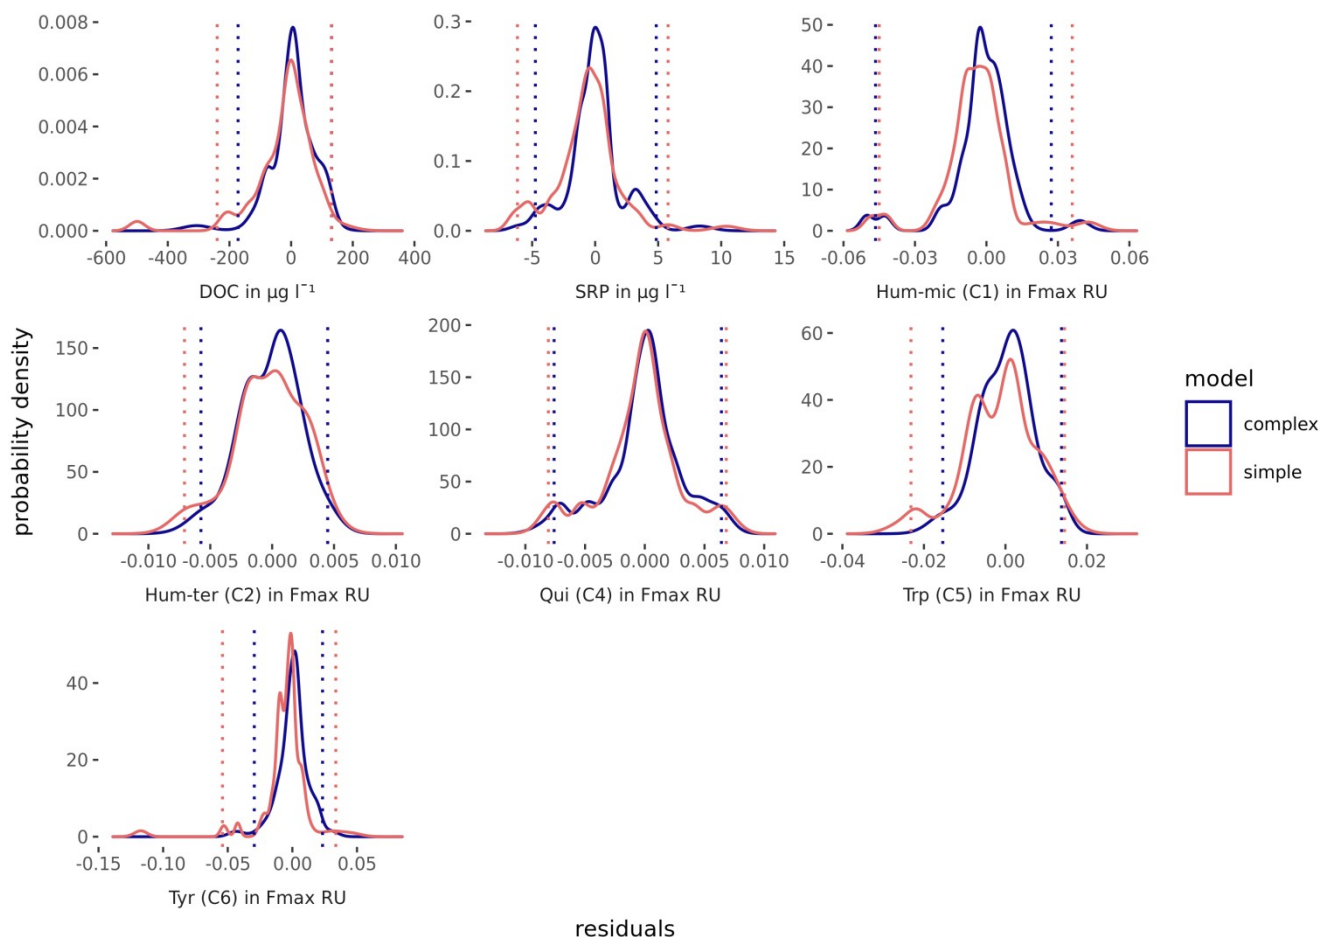 0.008
0.006
0.004
0.002
0.000
-600 -400 -200 0 200 400
DOC in µg l⁻¹
0.3
0.2
0.1
0.0
-5 0 5 10 15
SRP in µg l⁻¹
50
40
30
20
10
0
-0.06 -0.03 0.00 0.03 0.06
Hum-mic (C1) in Fmax RU
probability density
150
100
50
0
-0.010 -0.005 0.000 0.005 0.010
Hum-ter (C2) in Fmax RU
200
150
100
50
0
-0.010 -0.005 0.000 0.005 0.010
Qui (C4) in Fmax RU
60
40
20
0
-0.04 -0.02 0.00 0.02
Trp (C5) in Fmax RU
model
complex
simple
40
20
0
-0.15 -0.10 -0.05 0.00 0.05
Tyr (C6) in Fmax RU
residuals